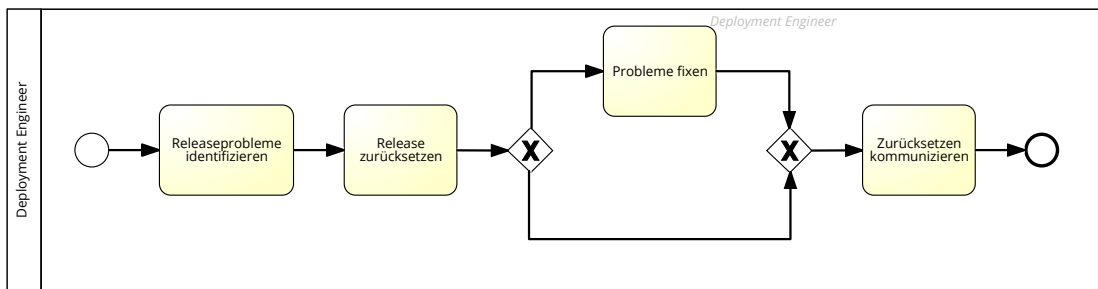 Deployment Engineer
Deployment Engineer
Probleme fixen
Releaseprobleme
identifizieren
Release
zurücksetzen
X
X
Zurücksetzen
kommunizieren